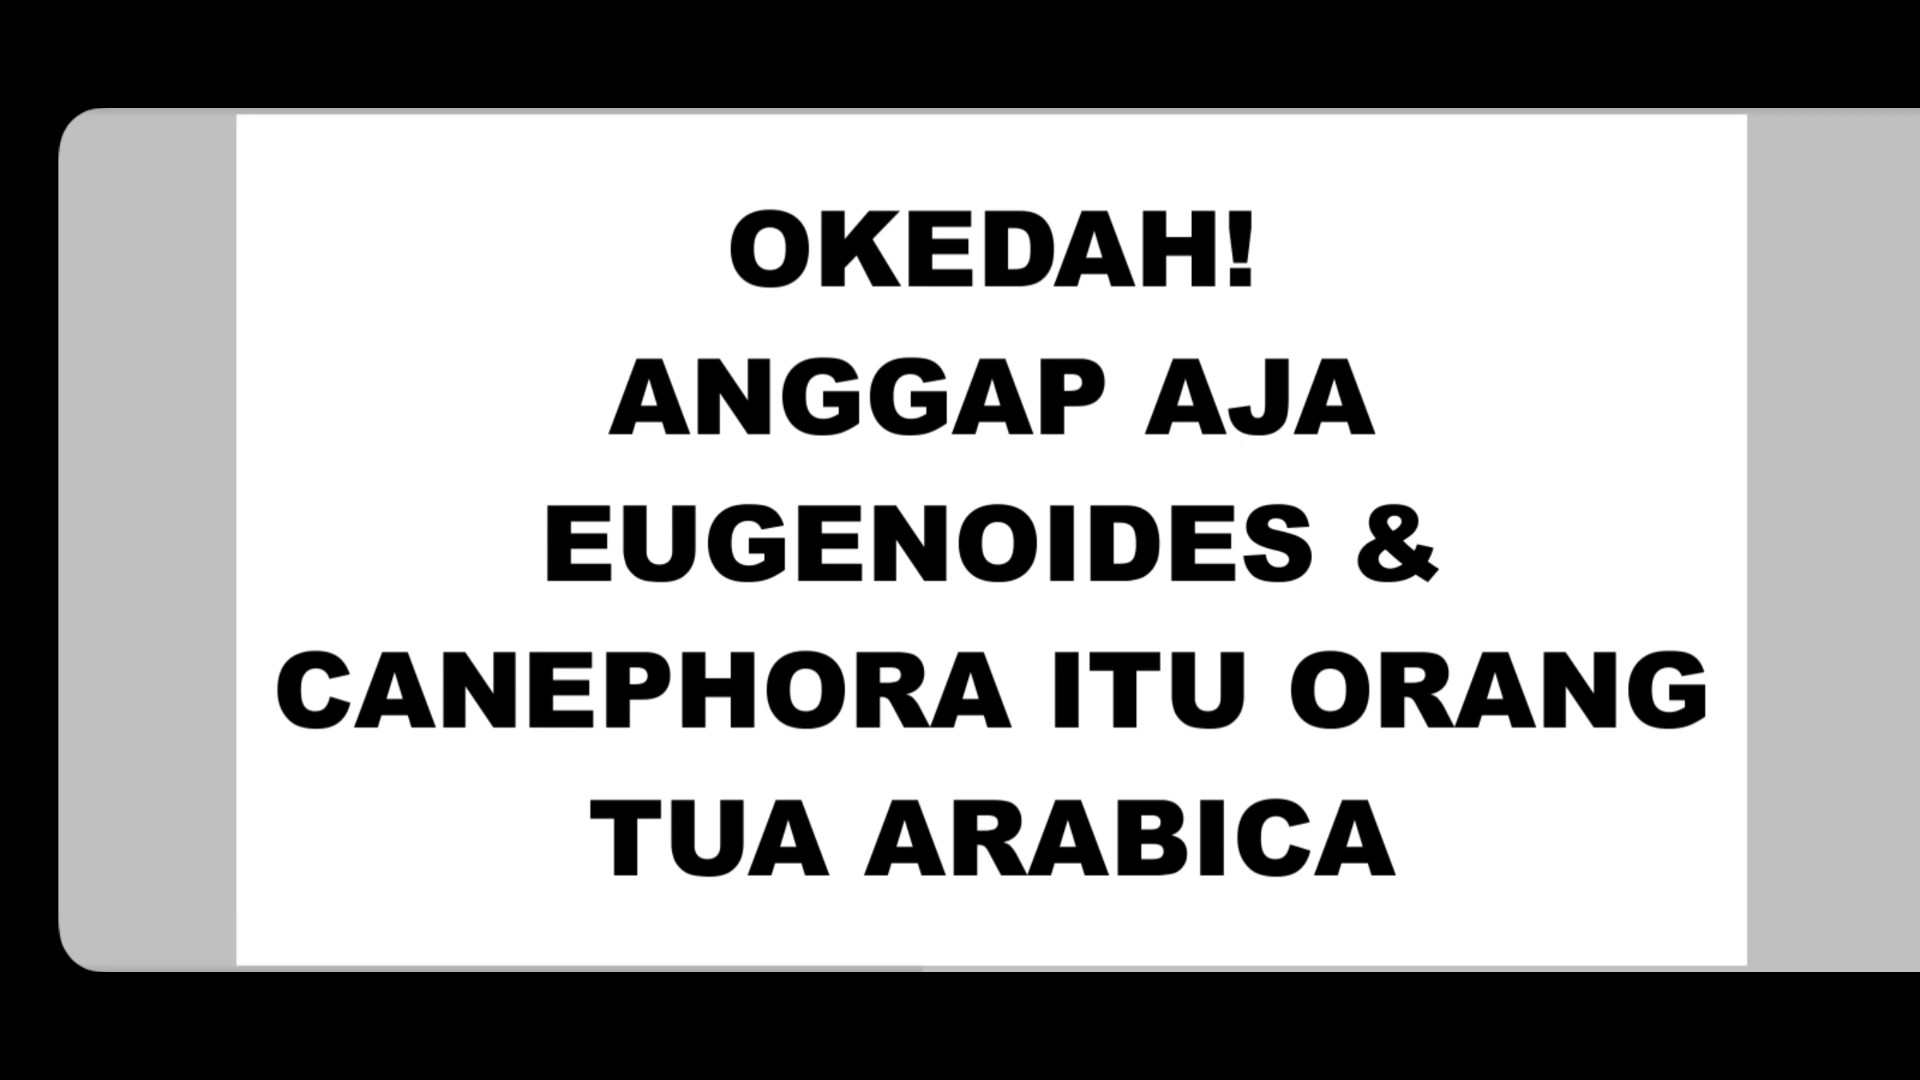 OKEDAH!
ANGGAP AJA
EUGENOIDES &
CANEPHORA ITU ORANG
TUA ARABICA